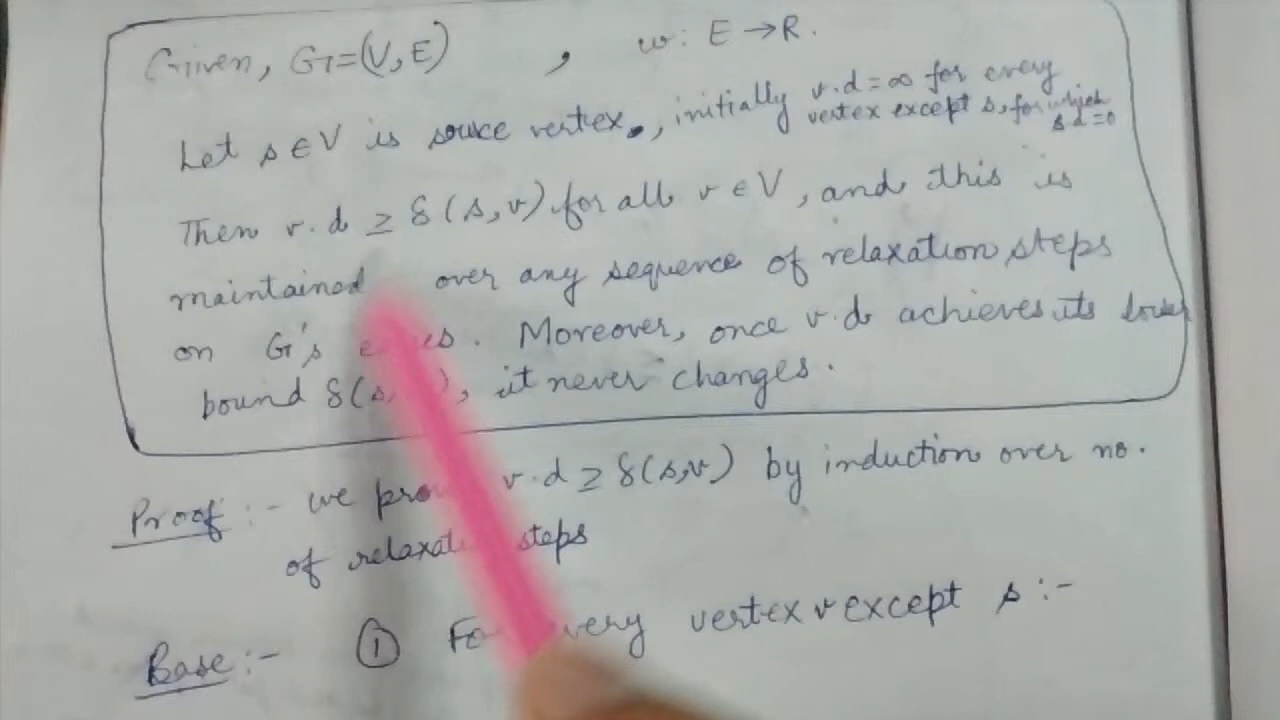 Given, G=(V,E) , w: E→R.
Let s∈V is souce vertex, initially v.d=∞ for every
vertex except s, for which
s.d=0
Then v.d ≥ δ(s,v) for all v∈V, and this is
maintained over any sequence of relaxation steps
on G's. Moreover, once v.d achieves its lower
bound δ(s, ), it never changes.
Proof :- we v.d ≥ δ(s,v) by induction over no.
of steps
Base :- ① vertex v except s :-